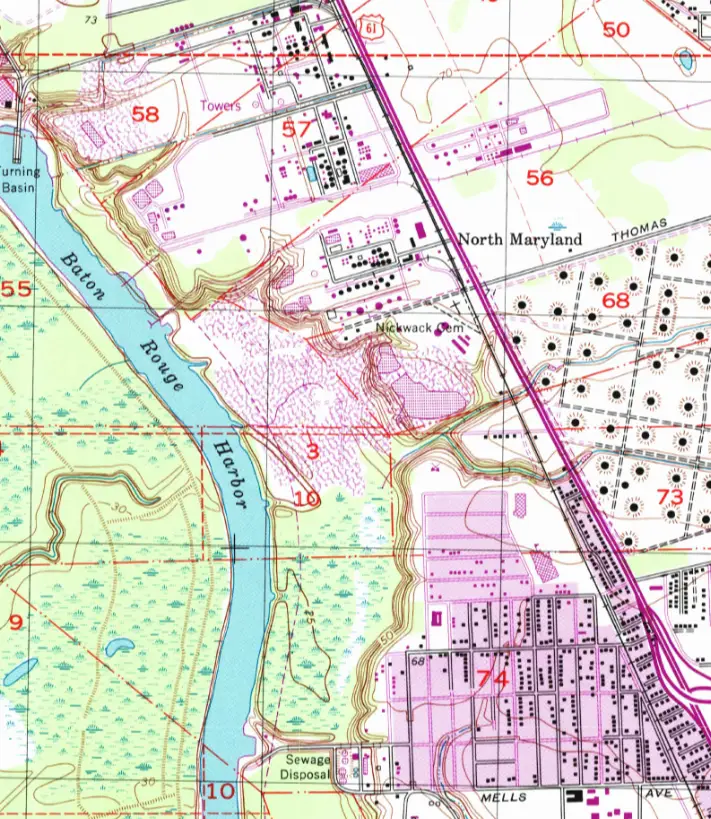 73
61
50
70
58
Towers
57
56
Basin
North Maryland
THOMAS
55
Baton
68
Nickwack Cem
Rouge
3
Harbor
10
30
73
9
25
50
68
74
Sewage
Disposal
30
10
MELLS
AVE